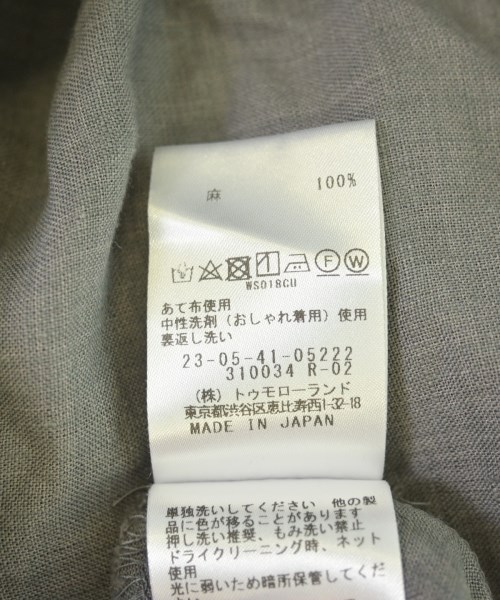 麻 100%
F W
WS018CU
あて布使用
中性洗剤（おしゃれ着用）使用
裏返し洗い
23-05-41-05222
310034 R-02
（株）トゥモローランド
東京都渋谷区恵比寿西1-32-18
MADE IN JAPAN
単独洗いしてください 他の製
品に色が移ることがあります
押し洗い推奨、もみ洗い禁止
ドライクリーニング時、ネット
使用
光に弱いため暗所保管してくだ